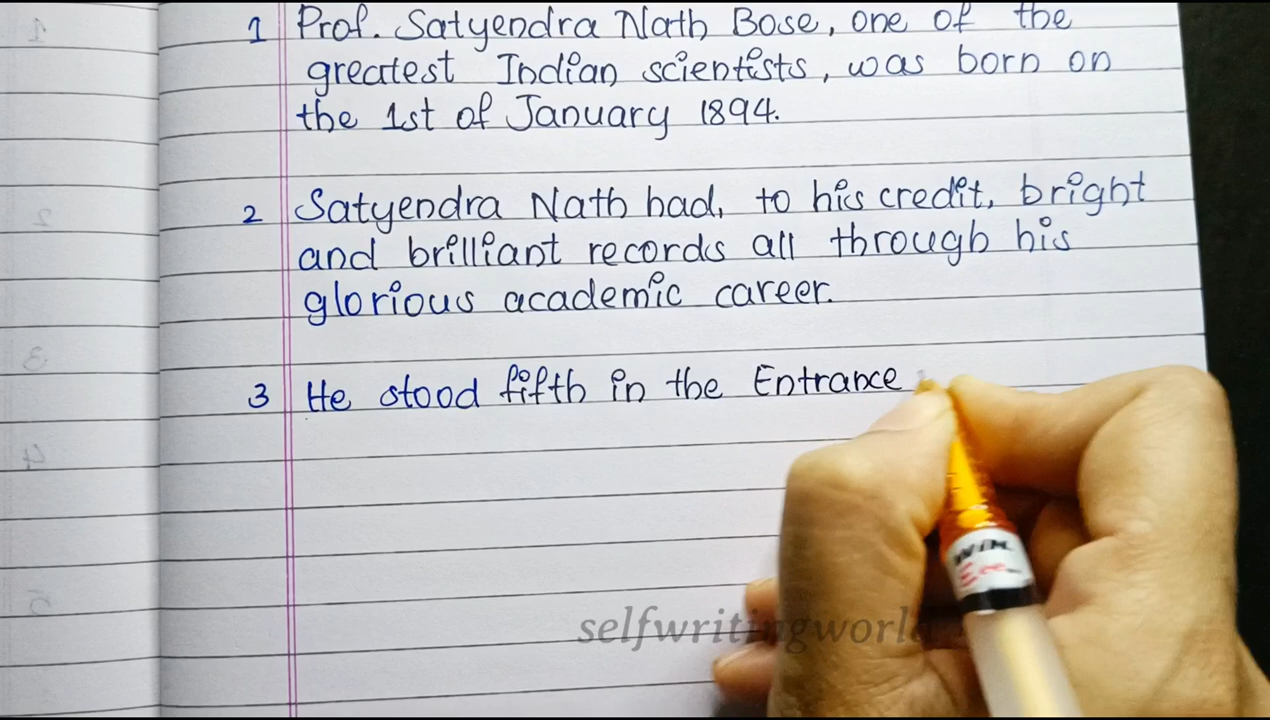 1 Prof. Satyendra Nath Bose, one of the
greatest Indian scientists, was born on
the 1st of January 1894.
2 Satyendra Nath had, to his credit, bright
and brilliant records all through his
glorious academic career.
3 He stood fifth in the Entrance
selfwritingworld